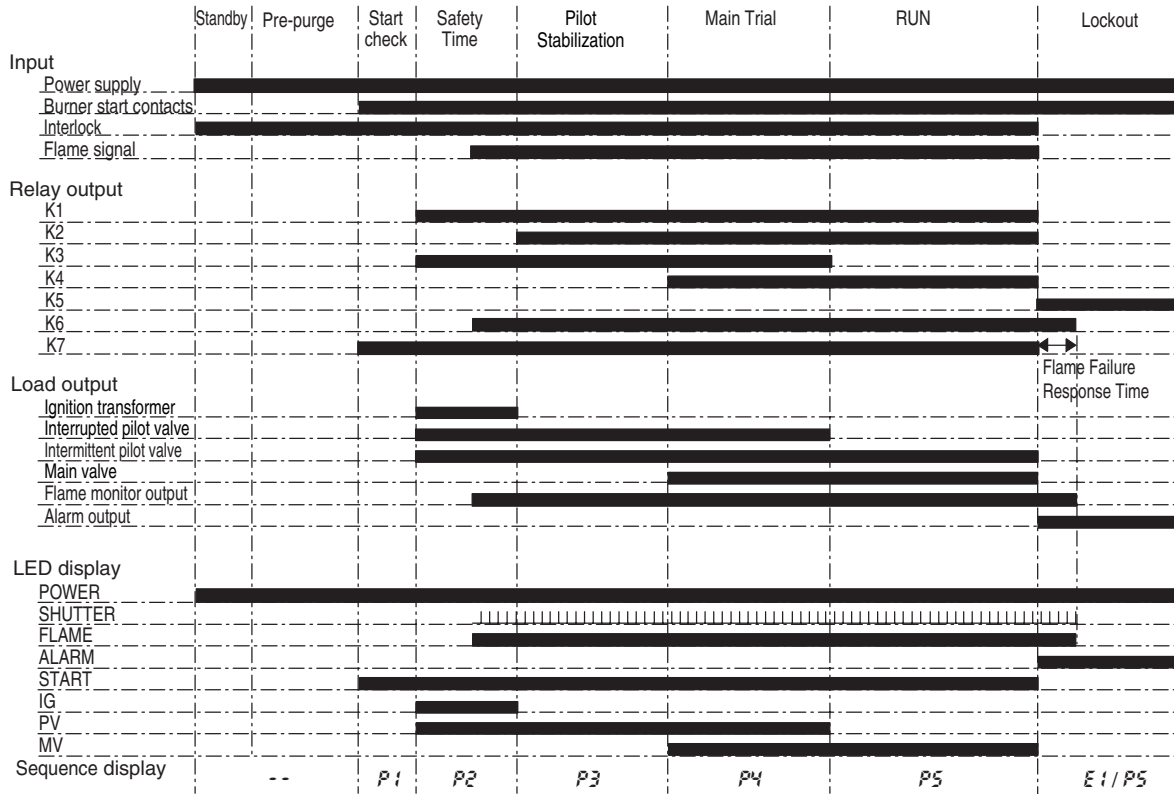 Standby Pre-purge Start check Safety Time Pilot Stabilization Main Trial RUN Lockout
Input
Power supply
Burner start contacts
Interlock
Flame signal
Relay output
K1
K2
K3
K4
K5
K6
K7
Flame Failure
Response Time
Load output
Ignition transformer
Interrupted pilot valve
Intermittent pilot valve
Main valve
Flame monitor output
Alarm output
LED display
POWER
SHUTTER
FLAME
ALARM
START
IG
PV
MV
Sequence display -- P1 P2 P3 P4 P5 E1 / P5